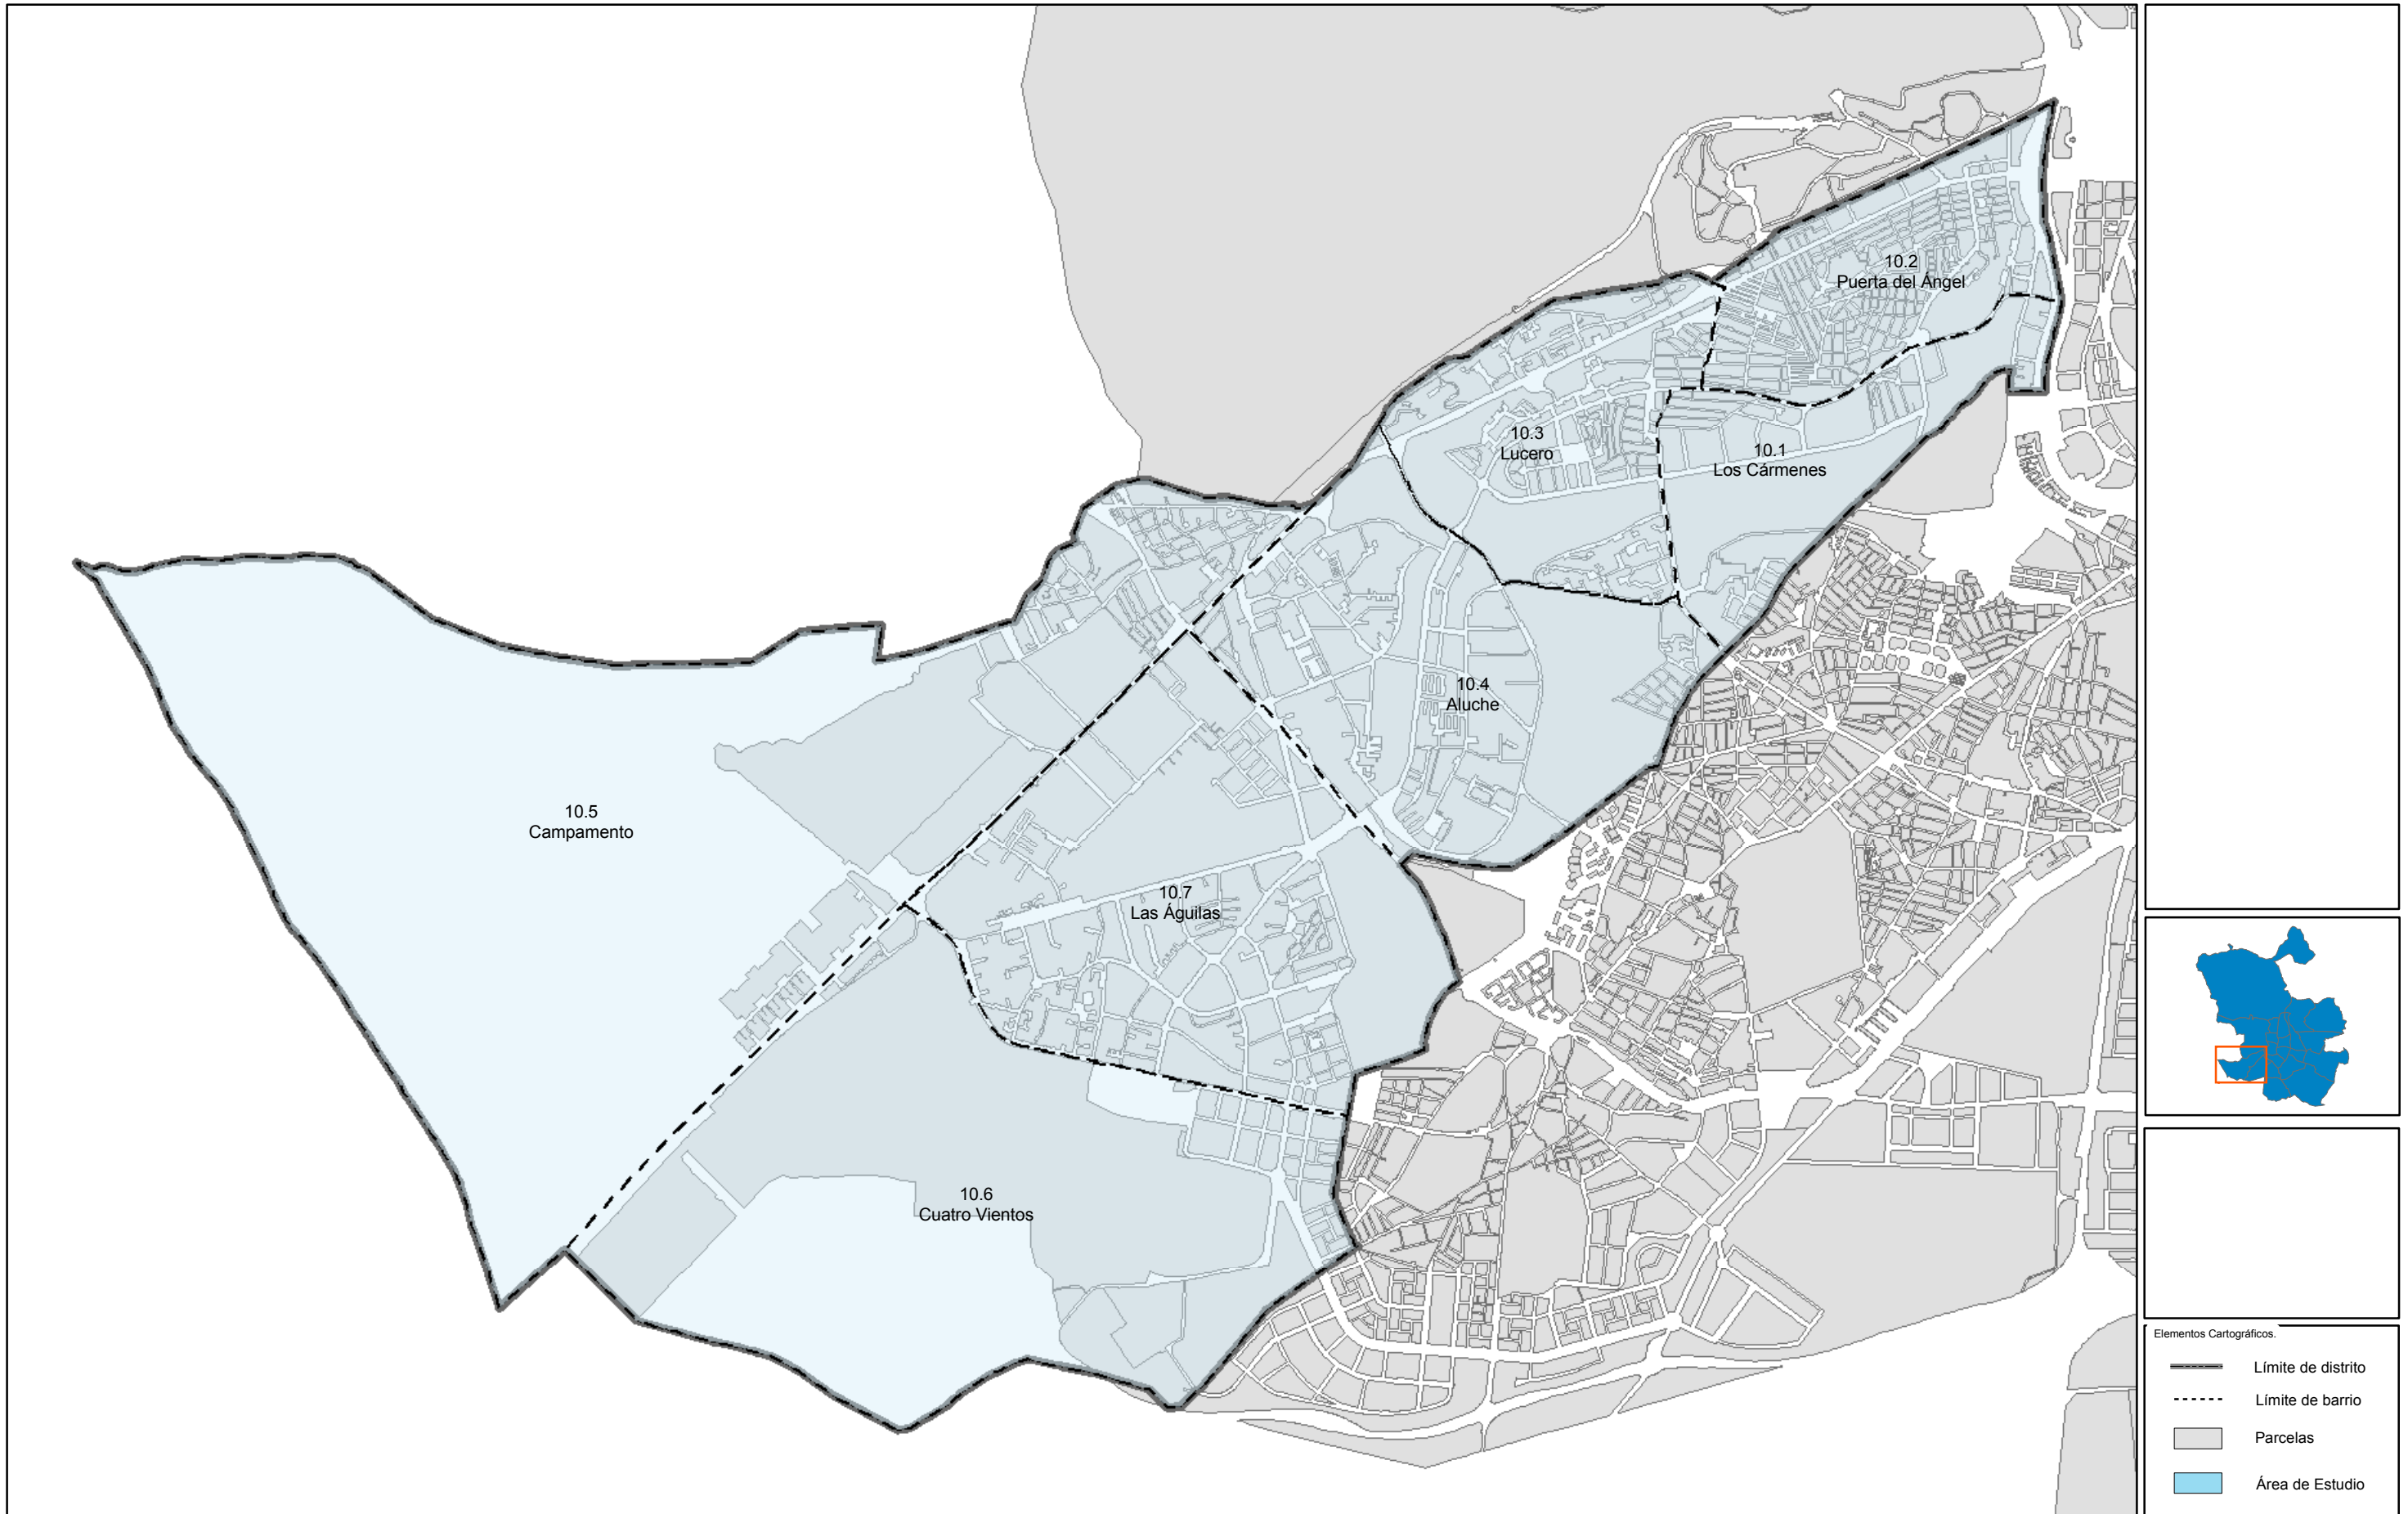 10.2
Puerta del Ángel
10.3
Lucero
10.1
Los Cármenes
10.4
Aluche
10.5
Campamento
10.7
Las Águilas
10.6
Cuatro Vientos
Elementos Cartográficos.
Límite de distrito
Límite de barrio
Parcelas
Área de Estudio